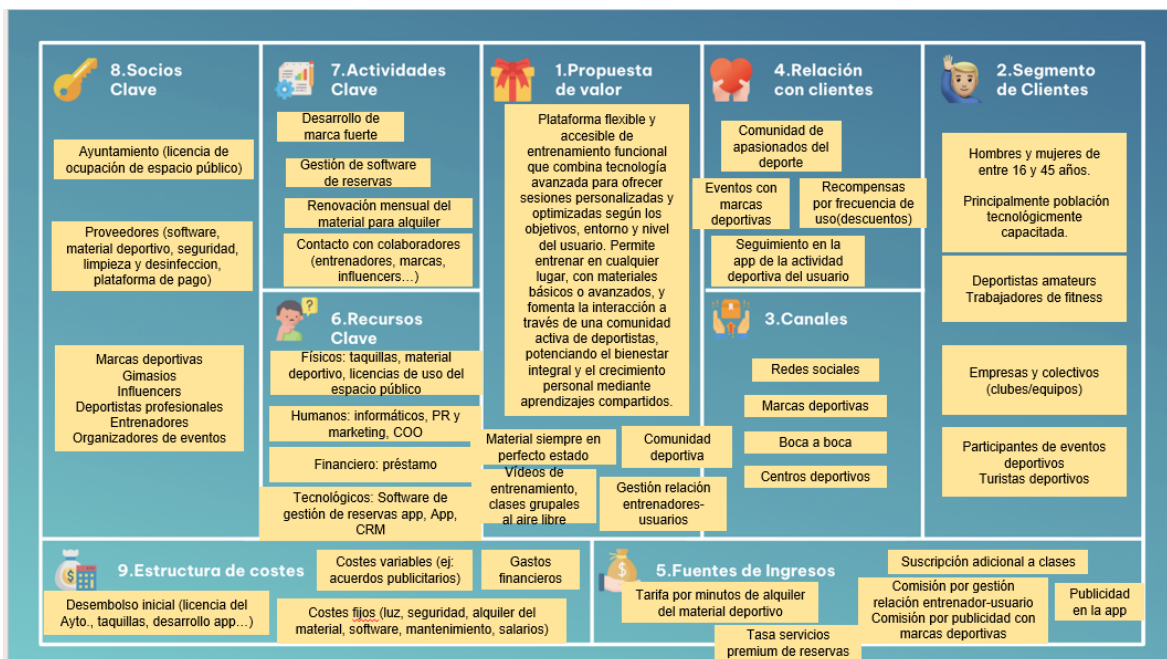 8.Socios
Clave
Ayuntamiento (licencia de
ocupación de espacio público)
Proveedores (software,
material deportivo, seguridad,
limpieza y desinfeccion,
plataforma de pago)
Marcas deportivas
Gimasios
Influencers
Deportistas profesionales
Entrenadores
Organizadores de eventos
7.Actividades
Clave
Desarrollo de
marca fuerte
Gestión de software
de reservas
Renovación mensual del
material para alquiler
Contacto con colaboradores
(entrenadores, marcas,
influencers…)
6.Recursos
Clave
Físicos: taquillas, material
deportivo, licencias de uso del
espacio público
Humanos: informáticos, PR y
marketing, COO
Financiero: préstamo
Tecnológicos: Software de
gestión de reservas app, App,
CRM
1.Propuesta
de valor
Plataforma flexible y
accesible de
entrenamiento funcional
que combina tecnología
avanzada para ofrecer
sesiones personalizadas y
optimizadas según los
objetivos, entorno y nivel
del usuario. Permite
entrenar en cualquier
lugar, con materiales
básicos o avanzados, y
fomenta la interacción a
través de una comunidad
activa de deportistas,
potenciando el bienestar
integral y el crecimiento
personal mediante
aprendizajes compartidos.
Material siempre en
perfecto estado
Comunidad
deportiva
Vídeos de
entrenamiento,
clases grupales
al aire libre
Gestión relación
entrenadores-
usuarios
4.Relación
con clientes
Comunidad de
apasionados del
deporte
Eventos con
marcas
deportivas
Recompensas
por frecuencia de
uso(descuentos)
Seguimiento en la
app de la actividad
deportiva del usuario
3.Canales
Redes sociales
Marcas deportivas
Boca a boca
Centros deportivos
2.Segmento
de Clientes
Hombres y mujeres de
entre 16 y 45 años.
Principalmente población
tecnológicmente
capacitada.
Deportistas amateurs
Trabajadores de fitness
Empresas y colectivos
(clubes/equipos)
Participantes de eventos
deportivos
Turistas deportivos
9.Estructura de costes
Costes variables (ej:
acuerdos publicitarios)
Gastos
financieros
Desembolso inicial (licencia del
Ayto., taquillas, desarrollo app…)
Costes fijos (luz, seguridad, alquiler del
material, software, mantenimiento, salarios)
5.Fuentes de Ingresos
Suscripción adicional a clases
Tarifa por minutos de alquiler
del material deportivo
Comisión por gestión
relación entrenador-usuario
Comisión por publicidad con
marcas deportivas
Publicidad
en la app
Tasa servicios
premium de reservas